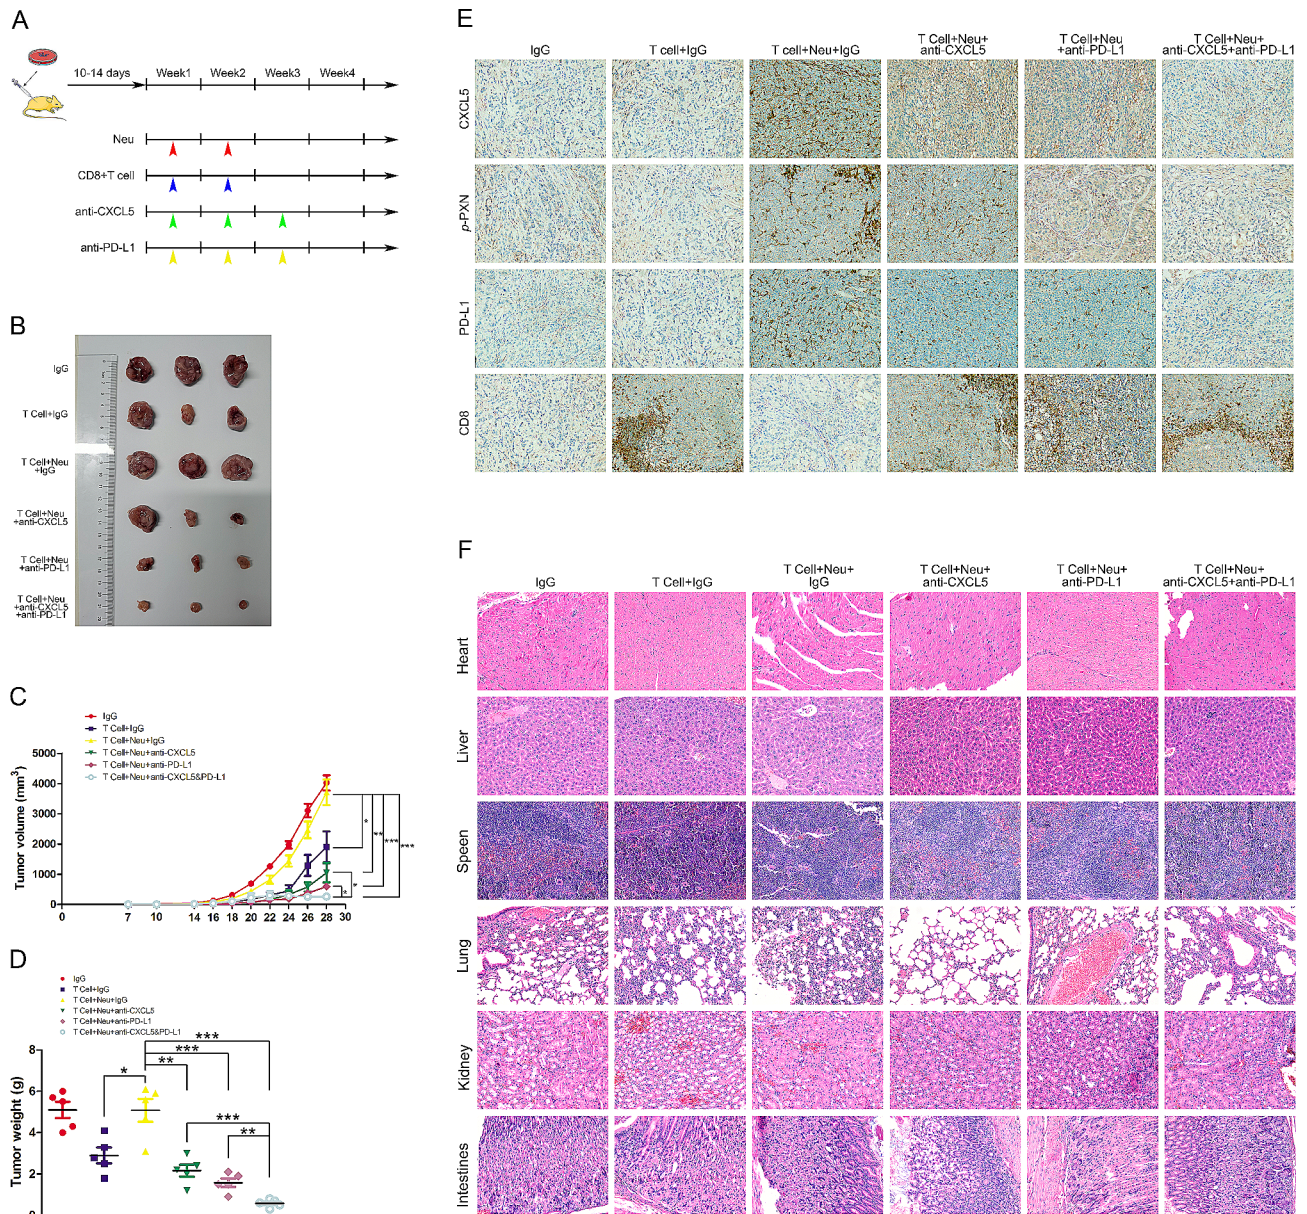 A
10-14 days
Week1
Week2
Week3
Week4
Neu
CD8+T cell
anti-CXCL5
anti-PD-L1
B
IgG
T Cell+IgG
T Cell+Neu
+IgG
T Cell+Neu
+anti-CXCL5
T Cell+Neu
+anti-PD-L1
T Cell+Neu
+anti-CXCL5
+anti-PD-L1
C
IgG
T Cell+IgG
T Cell+Neu+IgG
T Cell+Neu+anti-CXCL5
T Cell+Neu+anti-PD-L1
T Cell+Neu+anti-CXCL5&PD-L1
Tumor volume (mm³)
5000
4000
3000
2000
1000
0
0 7 10 14 16 18 20 22 24 26 28 30
* ** *** ***
* *
D
IgG
T Cell+IgG
T Cell+Neu+IgG
T Cell+Neu+anti-CXCL5
T Cell+Neu+anti-PD-L1
T Cell+Neu+anti-CXCL5&PD-L1
Tumor weight (g)
8
6
4
2
0
***
***
**
*
***
**
E
IgG
T cell+IgG
T cell+Neu+IgG
T Cell+Neu+
anti-CXCL5
T Cell+Neu
+anti-PD-L1
T Cell+Neu+
anti-CXCL5+anti-PD-L1
CXCL5
p-PXN
PD-L1
CD8
F
IgG
T Cell+IgG
T Cell+Neu+
IgG
T Cell+Neu+
anti-CXCL5
T Cell+Neu+
anti-PD-L1
T Cell+Neu+
anti-CXCL5+anti-PD-L1
Heart
Liver
Speen
Lung
Kidney
Intestines